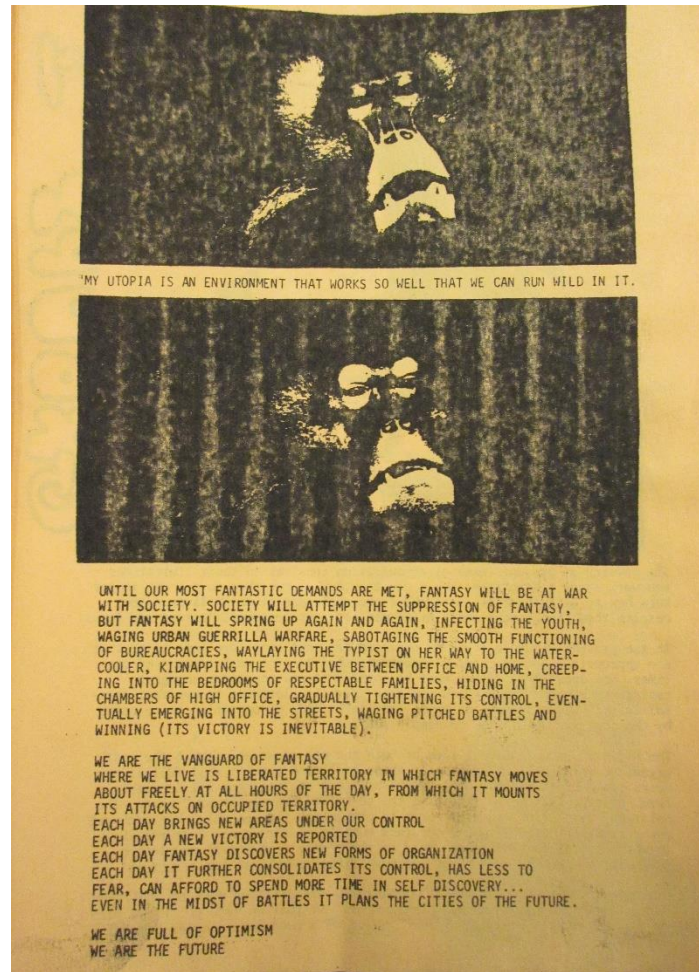 "MY UTOPIA IS AN ENVIRONMENT THAT WORKS SO WELL THAT WE CAN RUN WILD IN IT.
UNTIL OUR MOST FANTASTIC DEMANDS ARE MET, FANTASY WILL BE AT WAR
WITH SOCIETY. SOCIETY WILL ATTEMPT THE SUPPRESSION OF FANTASY,
BUT FANTASY WILL SPRING UP AGAIN AND AGAIN, INFECTING THE YOUTH,
WAGING URBAN GUERRILLA WARFARE, SABOTAGING THE SMOOTH FUNCTIONING
OF BUREAUCRACIES, WAYLAYING THE TYPIST ON HER WAY TO THE WATER-
COOLER, KIDNAPPING THE EXECUTIVE BETWEEN OFFICE AND HOME, CREEP-
ING INTO THE BEDROOMS OF RESPECTABLE FAMILIES, HIDING IN THE
CHAMBERS OF HIGH OFFICE, GRADUALLY TIGHTENING ITS CONTROL, EVEN-
TUALLY EMERGING INTO THE STREETS, WAGING PITCHED BATTLES AND
WINNING (ITS VICTORY IS INEVITABLE).
WE ARE THE VANGUARD OF FANTASY
WHERE WE LIVE IS LIBERATED TERRITORY IN WHICH FANTASY MOVES
ABOUT FREELY AT ALL HOURS OF THE DAY, FROM WHICH IT MOUNTS
ITS ATTACKS ON OCCUPIED TERRITORY.
EACH DAY BRINGS NEW AREAS UNDER OUR CONTROL
EACH DAY A NEW VICTORY IS REPORTED
EACH DAY FANTASY DISCOVERS NEW FORMS OF ORGANIZATION
EACH DAY IT FURTHER CONSOLIDATES ITS CONTROL, HAS LESS TO
FEAR, CAN AFFORD TO SPEND MORE TIME IN SELF DISCOVERY...
EVEN IN THE MIDST OF BATTLES IT PLANS THE CITIES OF THE FUTURE.
WE ARE FULL OF OPTIMISM
WE ARE THE FUTURE